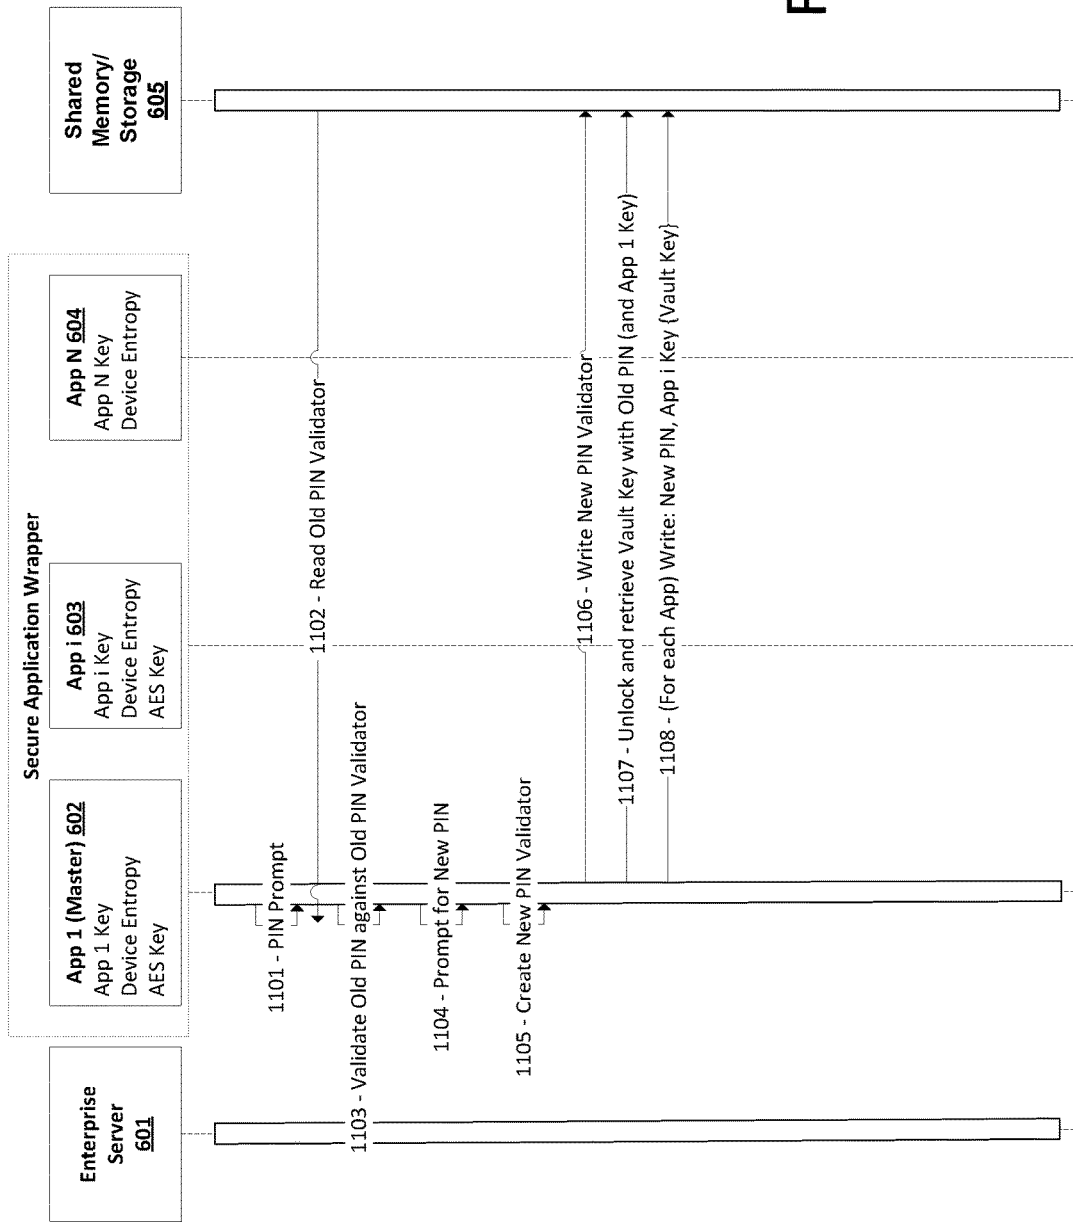 Enterprise
Server
601
Secure Application Wrapper
App 1 (Master) 602
App 1 Key
Device Entropy
AES Key
App i 603
App i Key
Device Entropy
AES Key
App N 604
App N Key
Device Entropy
Shared
Memory/
Storage
605
1101 - PIN Prompt
1102 - Read Old PIN Validator
1103 - Validate Old PIN against Old PIN Validator
1104 - Prompt for New PIN
1105 - Create New PIN Validator
1106 - Write New PIN Validator
1107 - Unlock and retrieve Vault Key with Old PIN (and App 1 Key)
1108 - (For each App) Write: New PIN, App i Key {Vault Key}